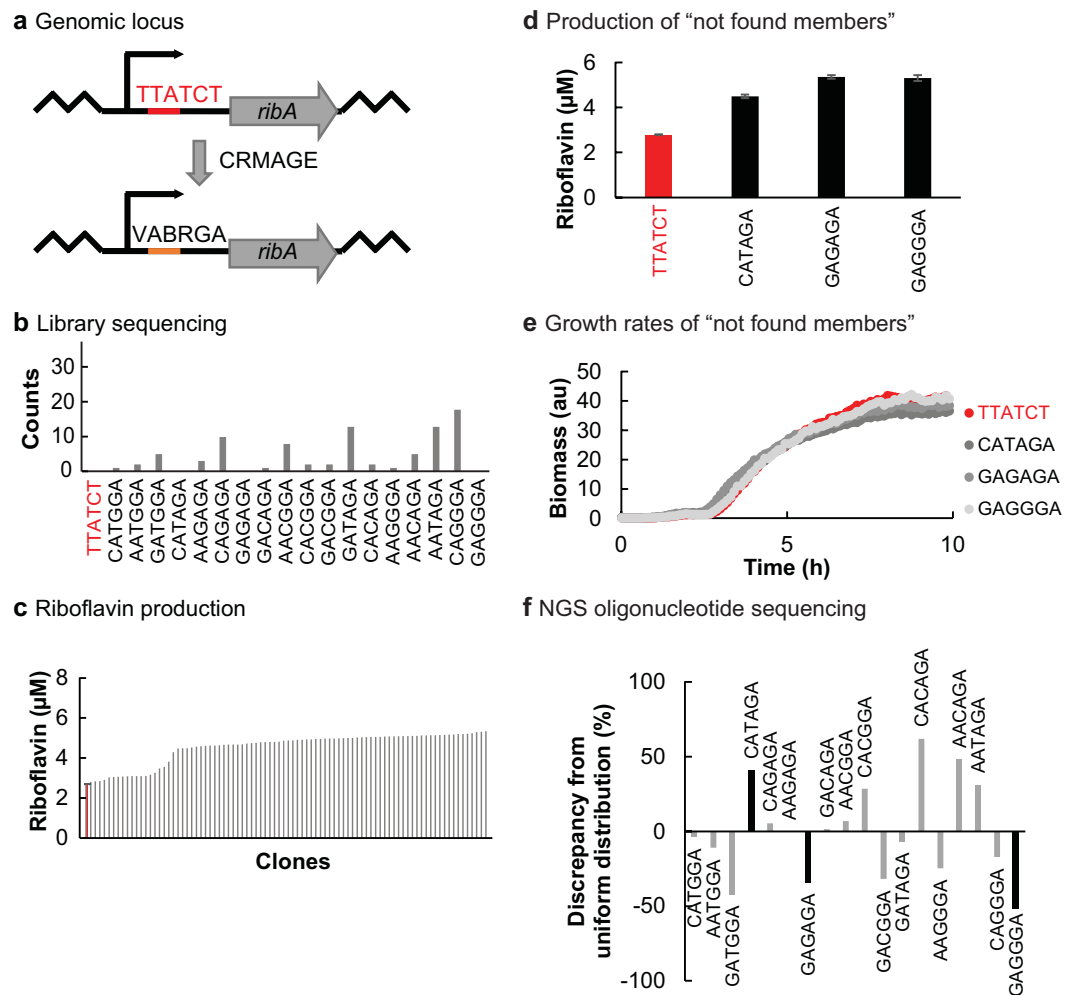 a Genomic locus
TTATCT
ribA
CRMAGE
VABRGA
ribA
b Library sequencing
Counts
30
20
10
0
TTATCT
CATGGA
AATGGA
GATGGA
CATAGA
AAGAGA
CAGAGA
GAGAGA
GACAGA
AACGGA
CACGGA
GACGGA
GATAGA
CACAGA
AAGGGA
AACAGA
AATAGA
CAGGGA
GAGGGA
c Riboflavin production
Riboflavin (µM)
8
6
4
2
0
Clones
d Production of “not found members”
Riboflavin (µM)
6
4
2
0
TTATCT
CATAGA
GAGAGA
GAGGGA
e Growth rates of “not found members”
Biomass (au)
50
40
30
20
10
0
0 5 10
Time (h)
TTATCT
CATAGA
GAGAGA
GAGGGA
f NGS oligonucleotide sequencing
Discrepancy from
uniform distribution (%)
100
50
0
-50
-100
CATGGA
AATGGA
GATGGA
CATAGA
CAGAGA
AAGAGA
GAGAGA
GACAGA
AACGGA
CACGGA
GACGGA
GATAGA
CACAGA
AAGGGA
AACAGA
AATAGA
CAGGGA
GAGGGA